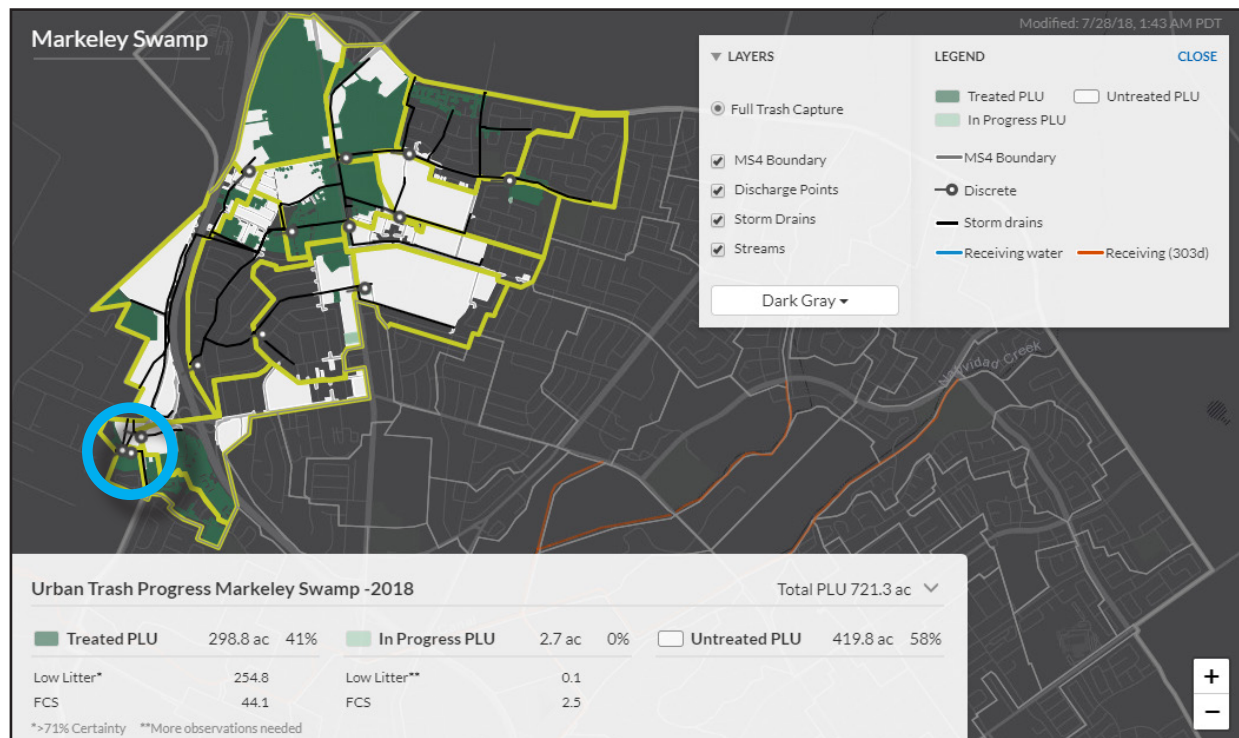 Markeley Swamp
Modified: 7/28/18, 1:43 AM PDT
▼ LAYERS
Full Trash Capture
MS4 Boundary
Discharge Points
Storm Drains
Streams
Dark Gray
LEGEND CLOSE
Treated PLU Untreated PLU
In Progress PLU
MS4 Boundary
Discrete
Storm drains
Receiving water Receiving (303d)
Natividad Creek
Urban Trash Progress Markeley Swamp -2018 Total PLU 721.3 ac
Treated PLU 298.8 ac 41% In Progress PLU 2.7 ac 0% Untreated PLU 419.8 ac 58%
Low Litter* 254.8 Low Litter** 0.1
FCS 44.1 FCS 2.5
*>71% Certainty **More observations needed
+
−